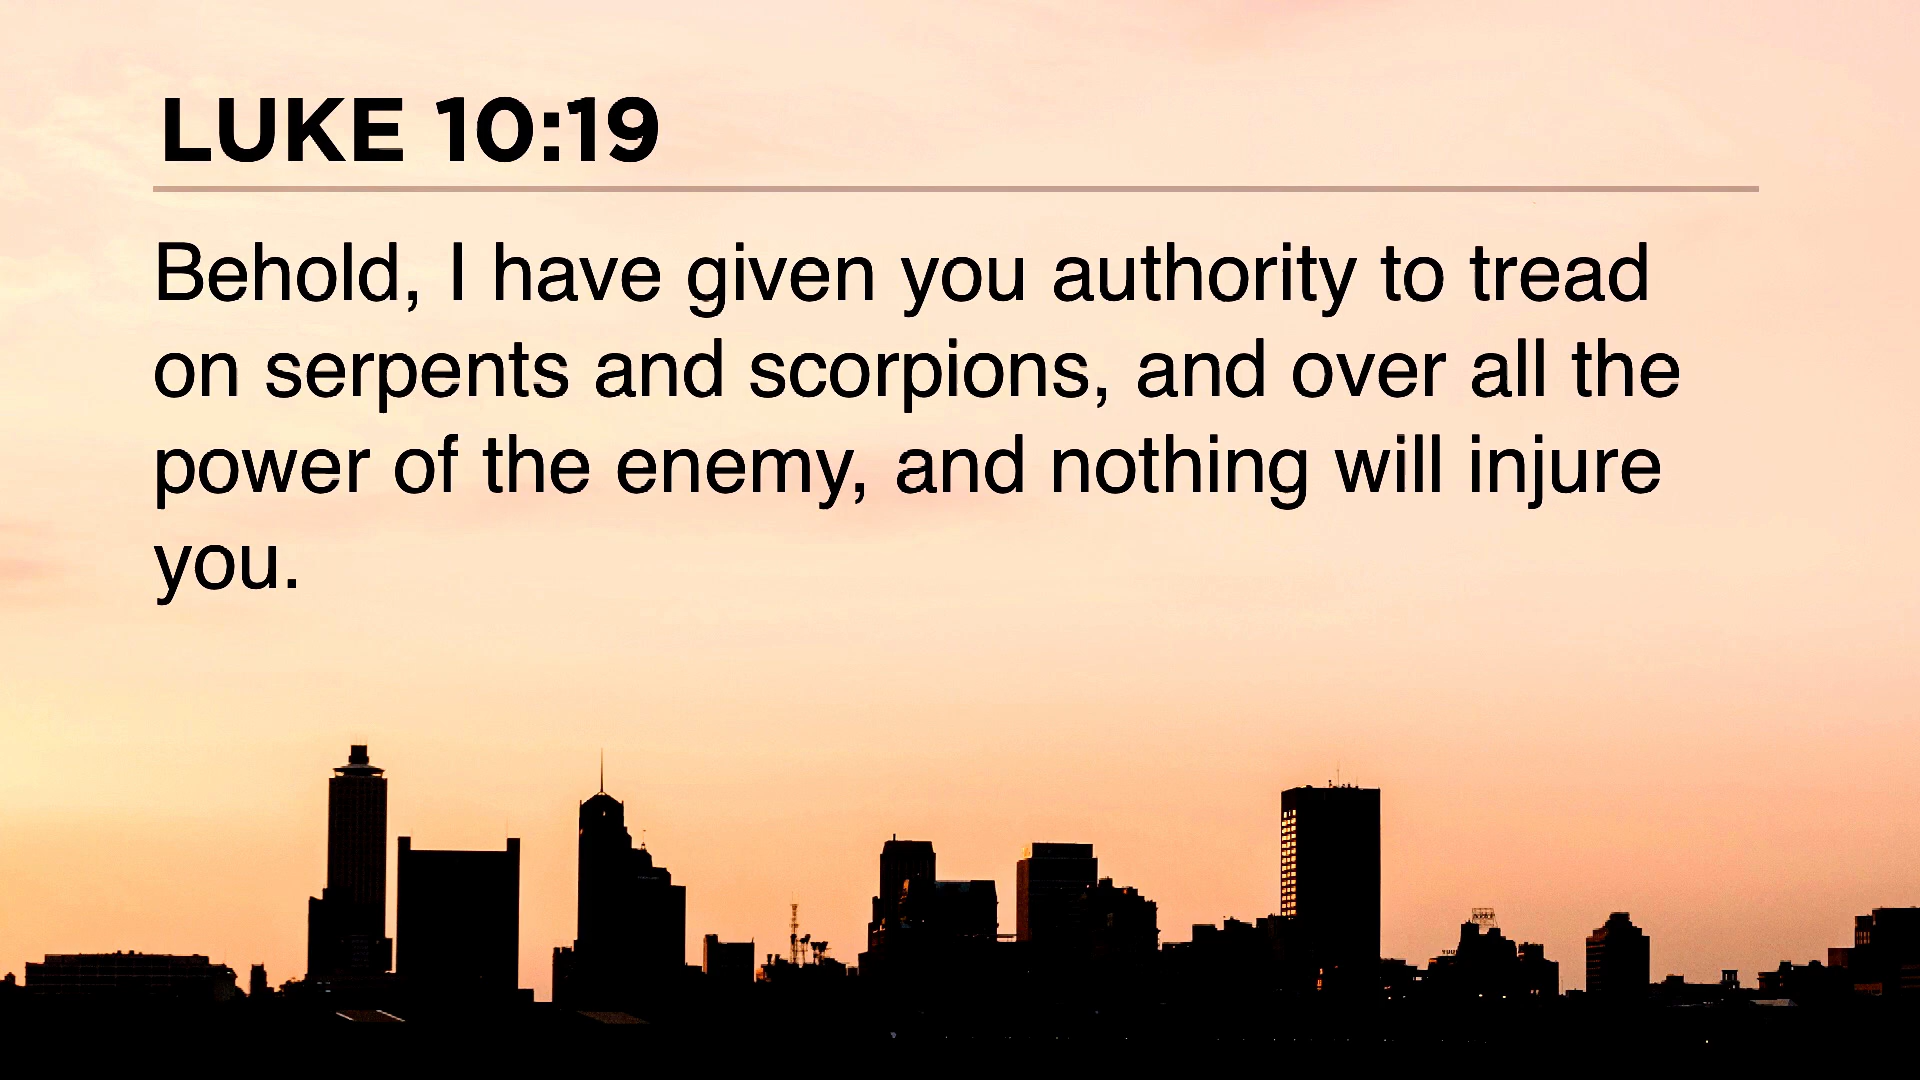 LUKE 10:19
Behold, I have given you authority to tread
on serpents and scorpions, and over all the
power of the enemy, and nothing will injure
you.